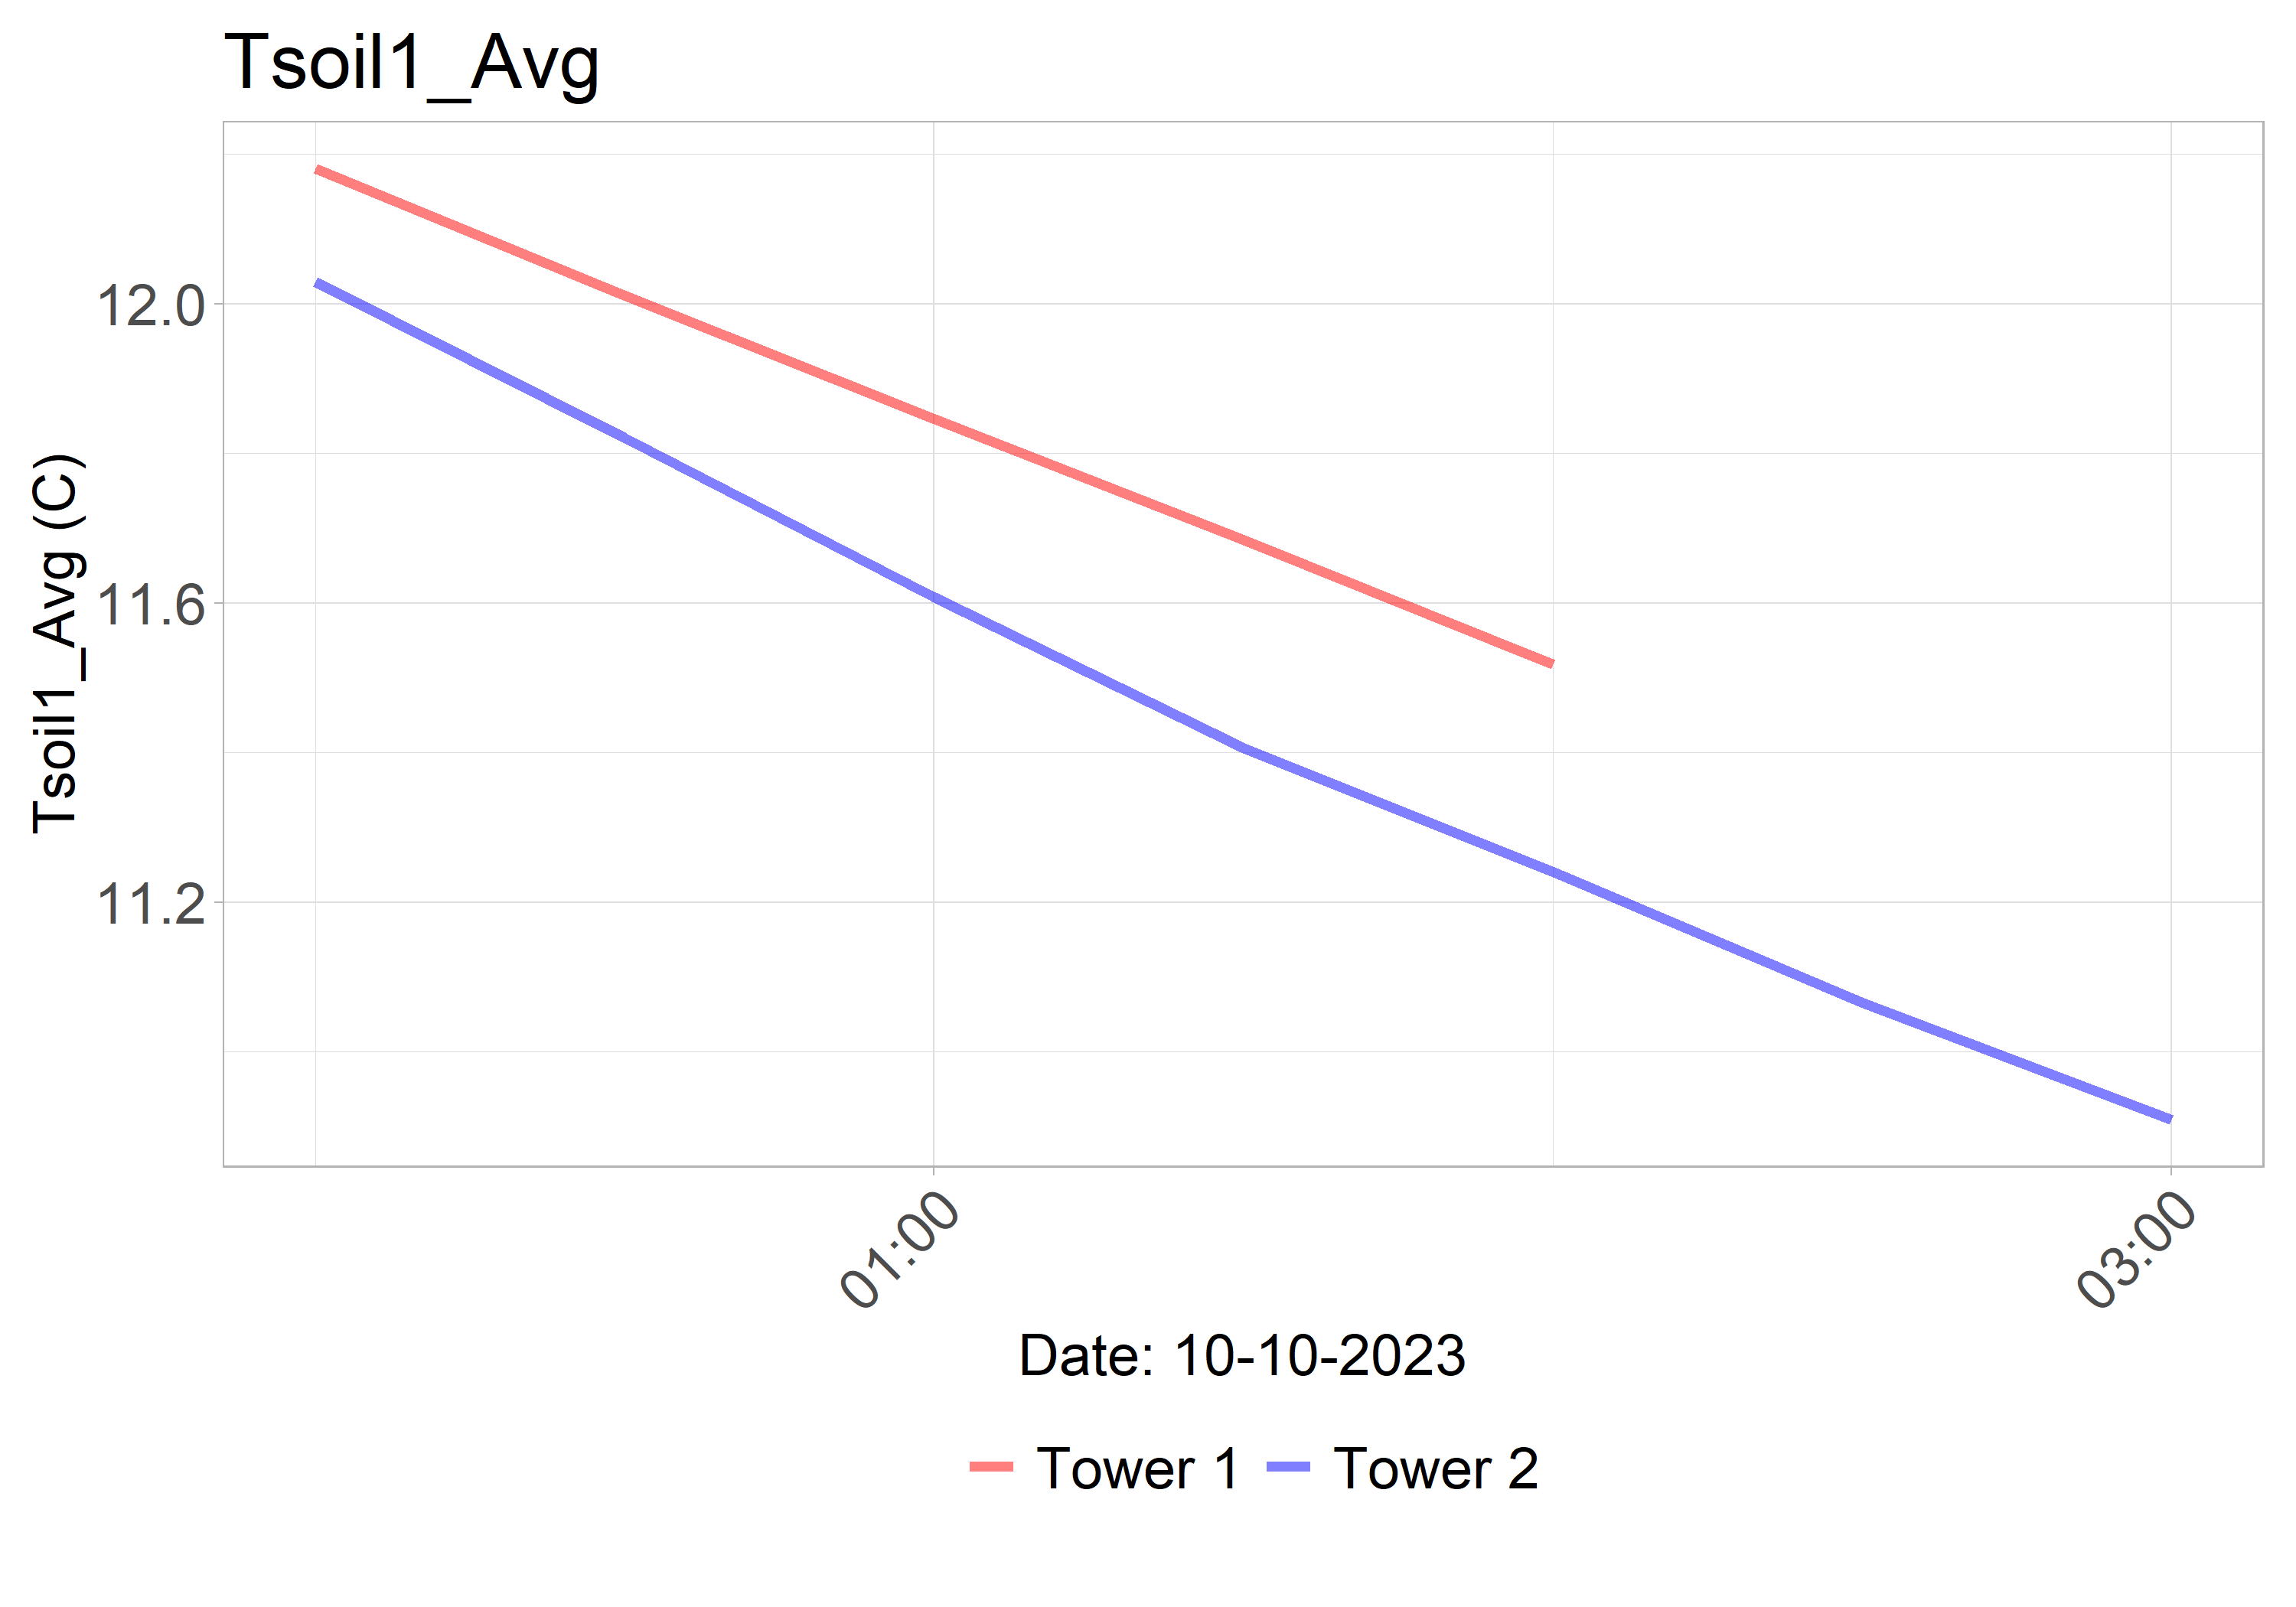 Tsoil1_Avg
Tsoil1_Avg (C)
12.0
11.6
11.2
01:00
03:00
Date: 10-10-2023
Tower 1
Tower 2